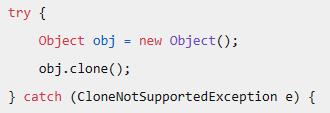 try {
    Object obj = new Object();
    obj.clone();
} catch (CloneNotSupportedException e) {